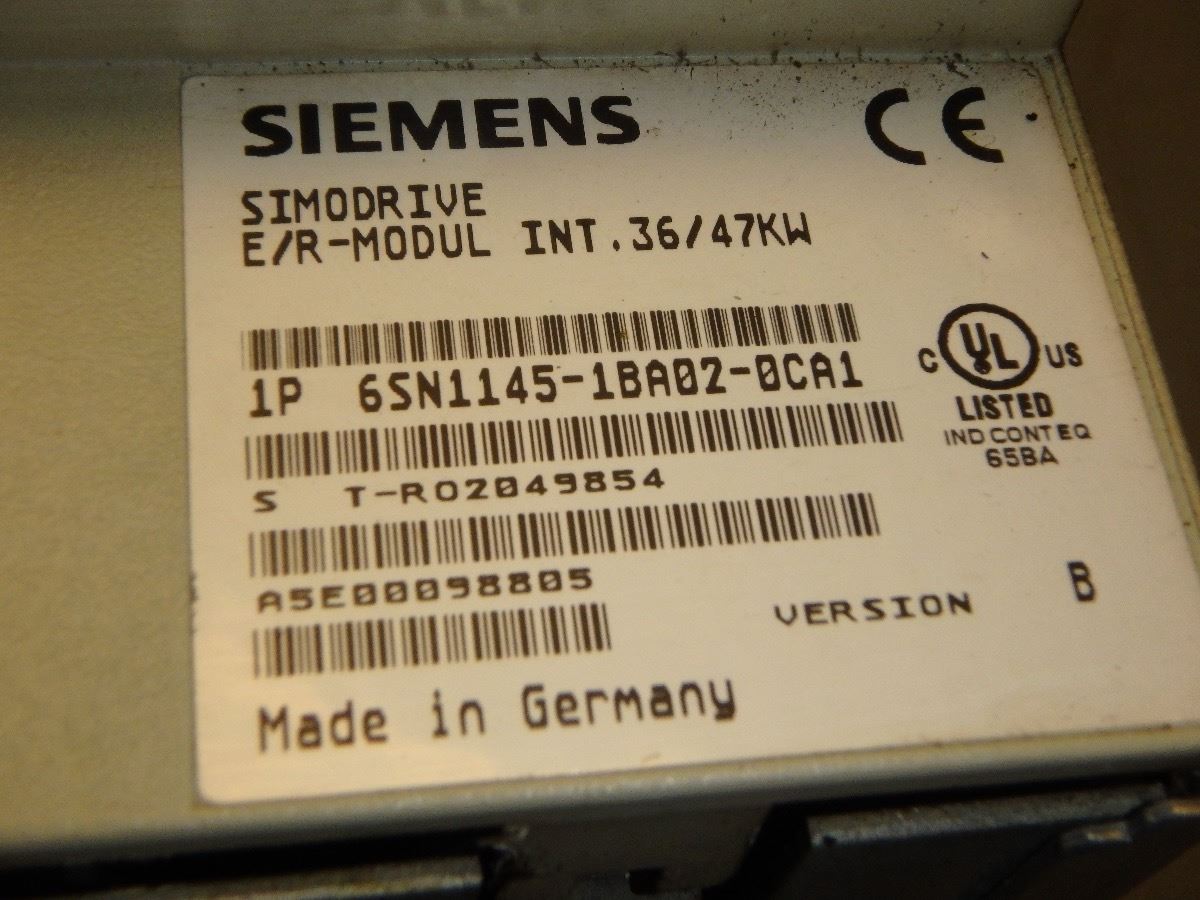 SIEMENS
CE
SIMODRIVE
E/R-MODUL INT.36/47KW
1P 6SN1145-1BA02-0CA1
C UL US
LISTED
IND CONT EQ
65BA
S T-RO2049854
A5E00098805
VERSION B
Made in Germany